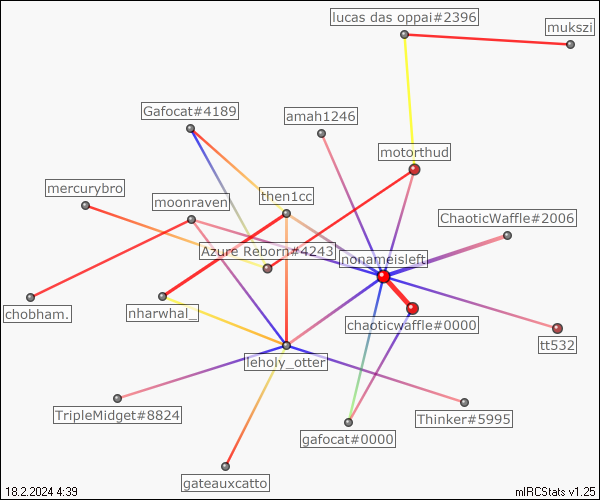 lucas das oppai#2396
mukszi
Gafocat#4189
amah1246
motorthud
mercurybro
moonraven
then1cc
ChaoticWaffle#2006
Azure Reborn#4243
nonameisleft
chobham.
nharwhal_
chaoticwaffle#0000
tt532
leholy_otter
TripleMidget#8824
Thinker#5995
gafocat#0000
gateauxcatto
18.2.2024 4:39
mIRCStats v1.25